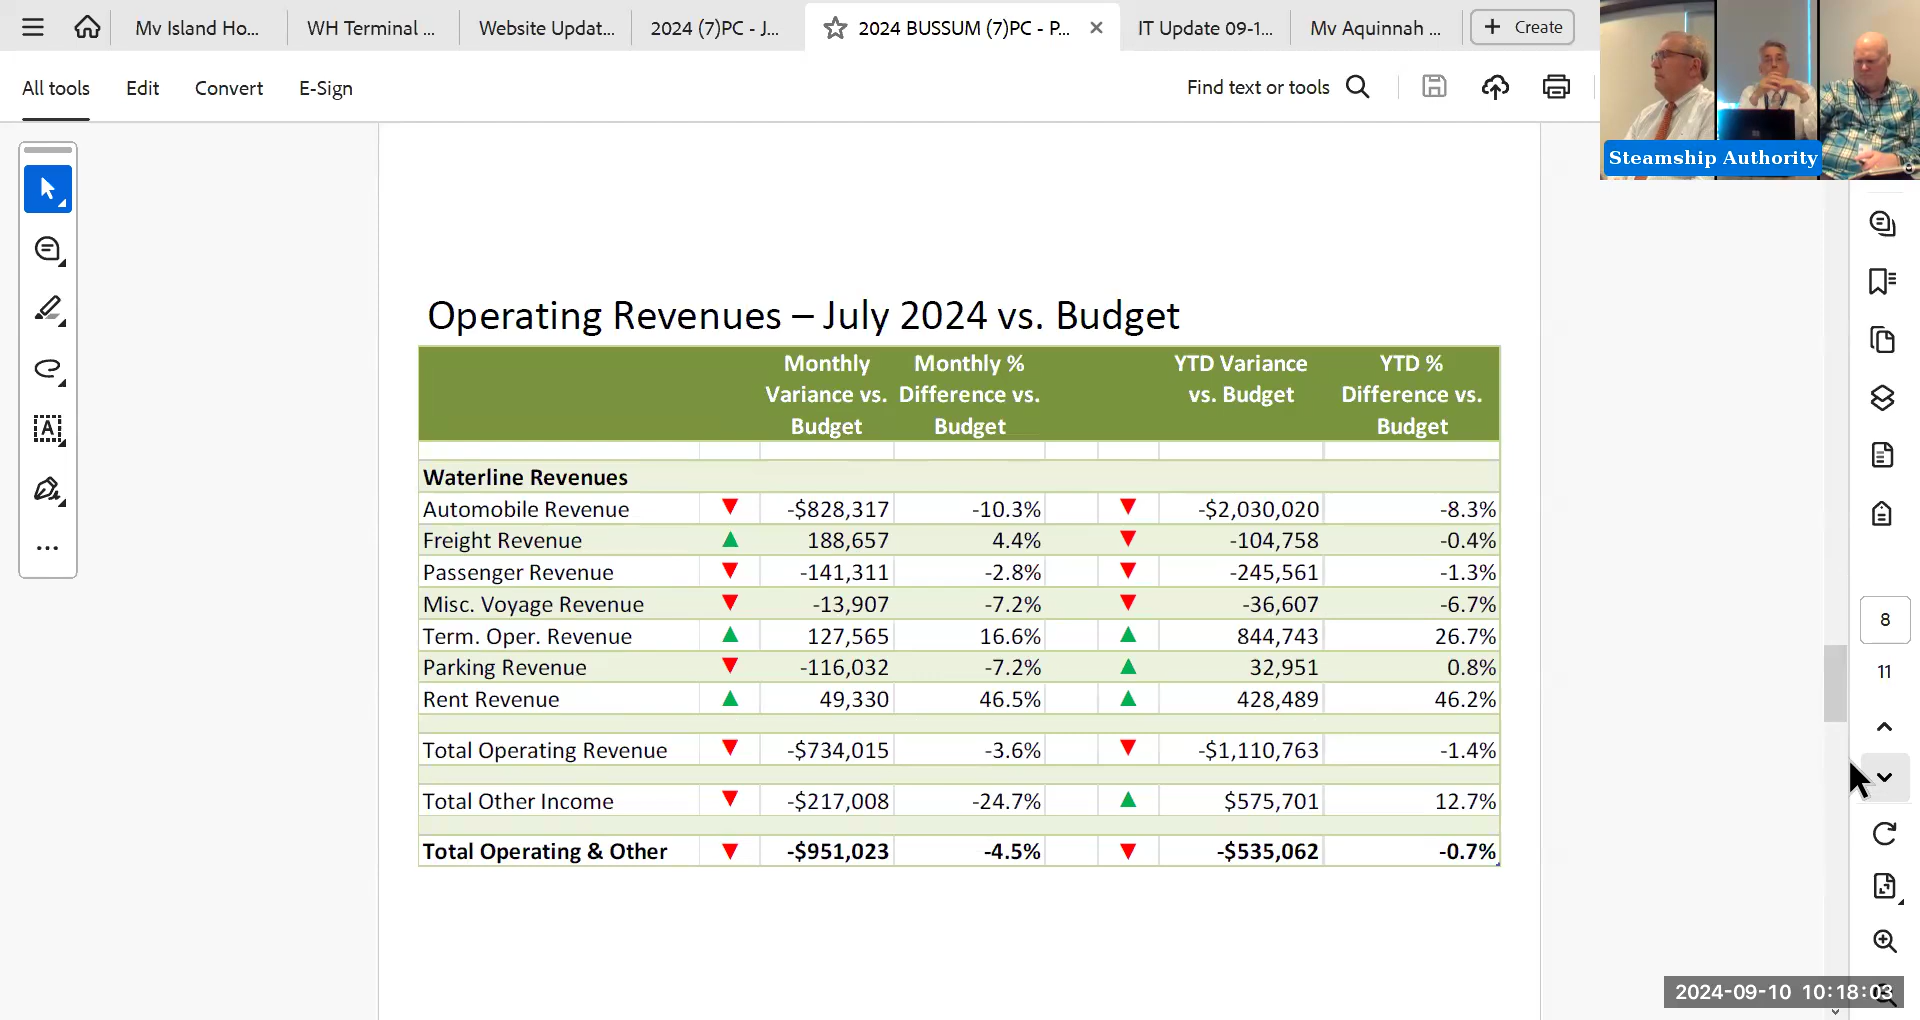 Mv Island Ho...
WH Terminal ...
Website Updat...
2024 (7)PC - J...
2024 BUSSUM (7)PC - P...
IT Update 09-1...
Mv Aquinnah ...
Create
All tools
Edit
Convert
E-Sign
Find text or tools
Steamship Authority
Operating Revenues – July 2024 vs. Budget
Monthly Variance vs. Budget Monthly % Difference vs. Budget YTD Variance vs. Budget YTD % Difference vs. Budget
Waterline Revenues
Automobile Revenue -$828,317 -10.3% -$2,030,020 -8.3%
Freight Revenue 188,657 4.4% -104,758 -0.4%
Passenger Revenue -141,311 -2.8% -245,561 -1.3%
Misc. Voyage Revenue -13,907 -7.2% -36,607 -6.7%
Term. Oper. Revenue 127,565 16.6% 844,743 26.7%
Parking Revenue -116,032 -7.2% 32,951 0.8%
Rent Revenue 49,330 46.5% 428,489 46.2%
Total Operating Revenue -$734,015 -3.6% -$1,110,763 -1.4%
Total Other Income -$217,008 -24.7% $575,701 12.7%
Total Operating & Other -$951,023 -4.5% -$535,062 -0.7%
8
11
2024-09-10 10:18:03